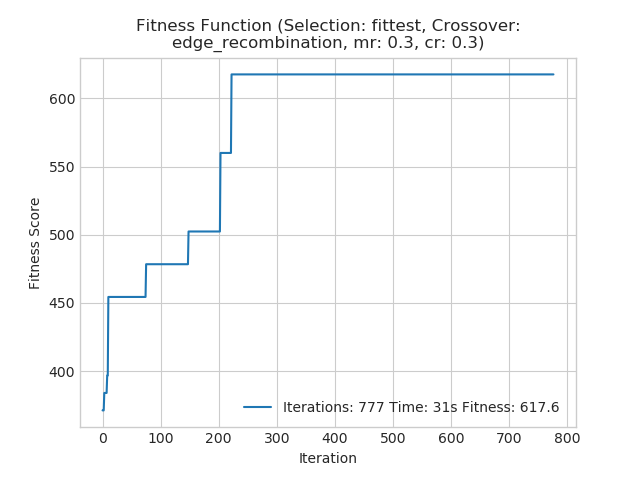 Fitness Function (Selection: fittest, Crossover:
edge_recombination, mr: 0.3, cr: 0.3)
Fitness Score
600
550
500
450
400
Iterations: 777 Time: 31s Fitness: 617.6
0 100 200 300 400 500 600 700 800
Iteration